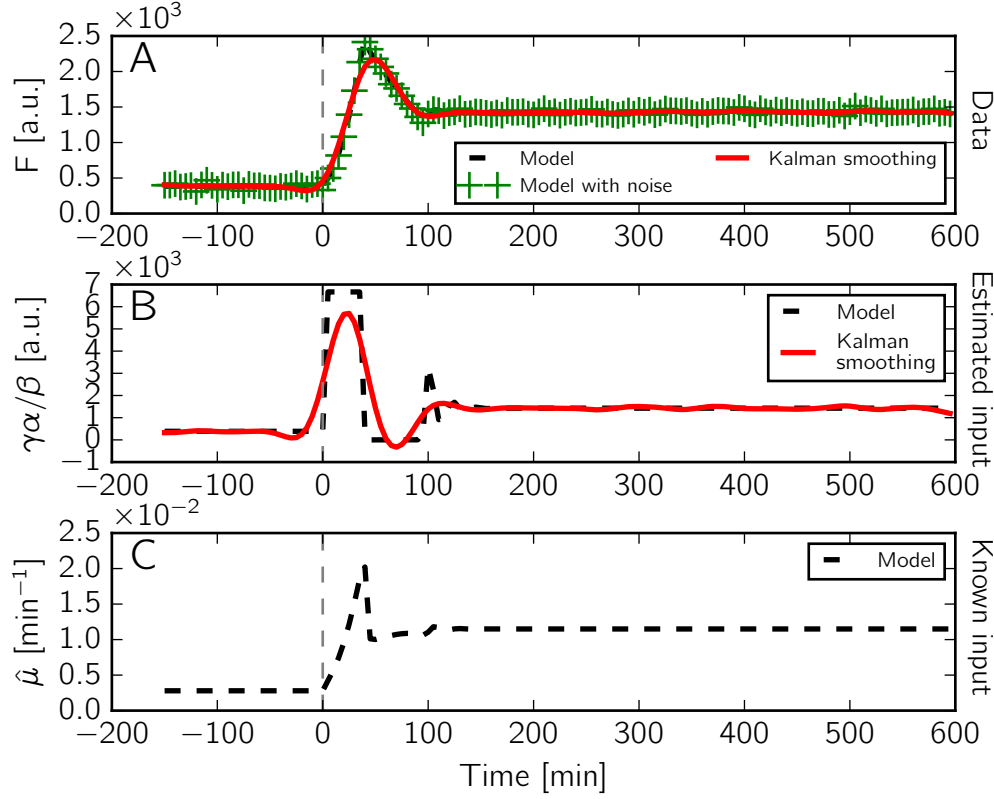 ×10³
A
F [a.u.]
2.5
2.0
1.5
1.0
0.5
0.0
Model
Model with noise
Kalman smoothing
Data
−200 −100 0 100 200 300 400 500 600
×10³
B
γα/β [a.u.]
7
6
5
4
3
2
1
0
−1
Model
Kalman
smoothing
Estimated input
−200 −100 0 100 200 300 400 500 600
×10⁻²
C
μ̂ [min⁻¹]
2.5
2.0
1.5
1.0
0.5
0.0
Model
Known input
−200 −100 0 100 200 300 400 500 600
Time [min]